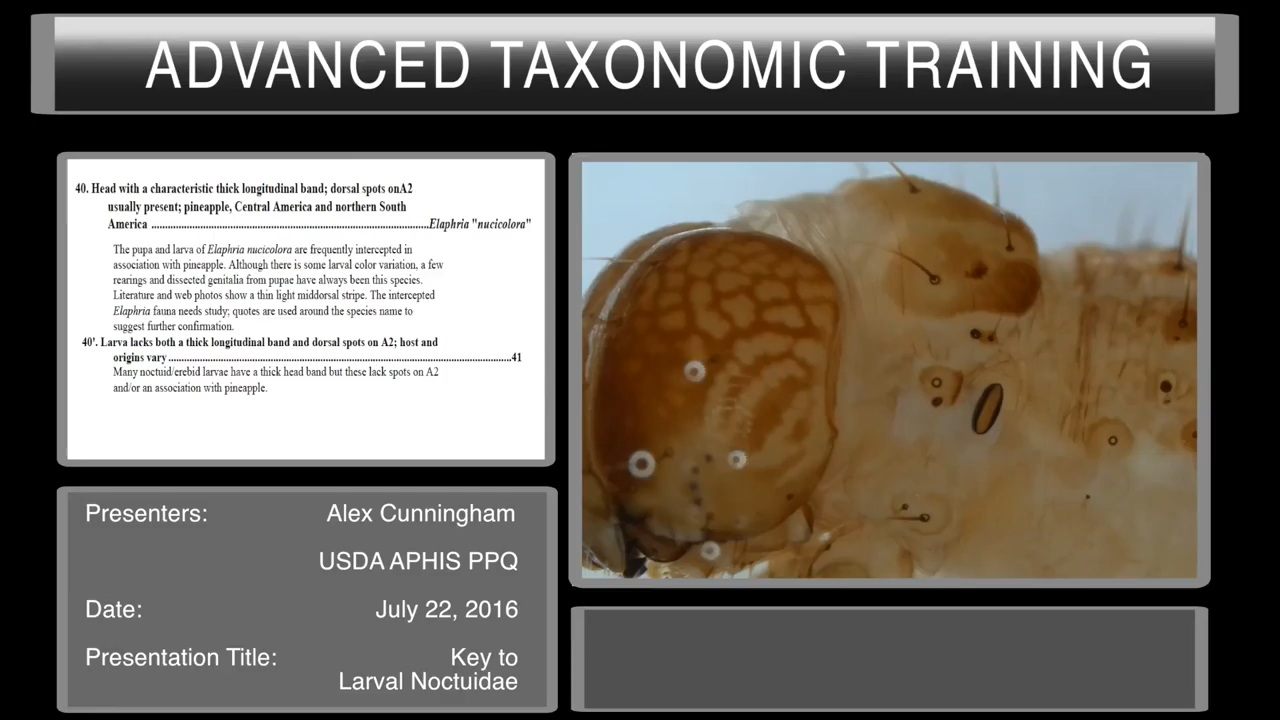 ADVANCED TAXONOMIC TRAINING
40. Head with a characteristic thick longitudinal band; dorsal spots onA2
usually present; pineapple, Central America and northern South
America ....................................................................................................Elaphria "nucicolora"
The pupa and larva of Elaphria nucicolora are frequently intercepted in
association with pineapple. Although there is some larval color variation, a few
rearings and dissected genitalia from pupae have always been this species.
Literature and web photos show a thin light middorsal stripe. The intercepted
Elaphria fauna needs study; quotes are used around the species name to
suggest further confirmation.
40'. Larva lacks both a thick longitudinal band and dorsal spots on A2; host and
origins vary ........................................................................................................................41
Many noctuid/erebid larvae have a thick head band but these lack spots on A2
and/or an association with pineapple.
Presenters: Alex Cunningham
USDA APHIS PPQ
Date: July 22, 2016
Presentation Title: Key to
Larval Noctuidae